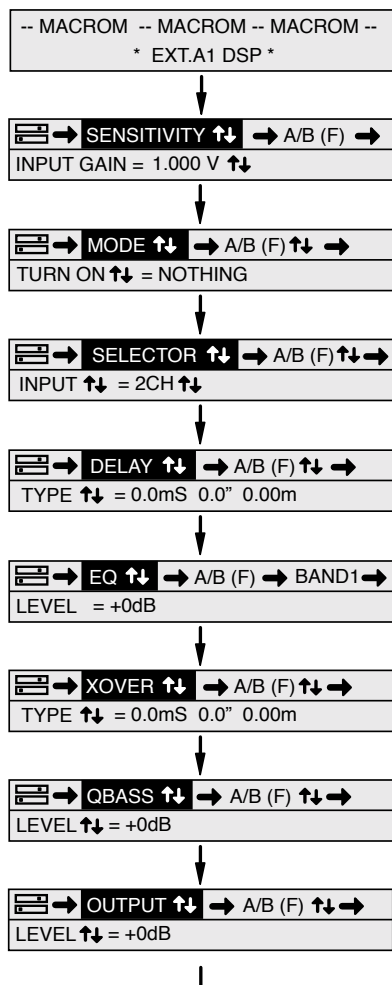 -- MACROM -- MACROM -- MACROM --
* EXT.A1 DSP *
SENSITIVITY A/B (F)
INPUT GAIN = 1.000 V
MODE A/B (F)
TURN ON = NOTHING
SELECTOR A/B (F)
INPUT = 2CH
DELAY A/B (F)
TYPE = 0.0mS 0.0” 0.00m
EQ A/B (F) BAND1
LEVEL = +0dB
XOVER A/B (F)
TYPE = 0.0mS 0.0” 0.00m
QBASS A/B (F)
LEVEL = +0dB
OUTPUT A/B (F)
LEVEL = +0dB